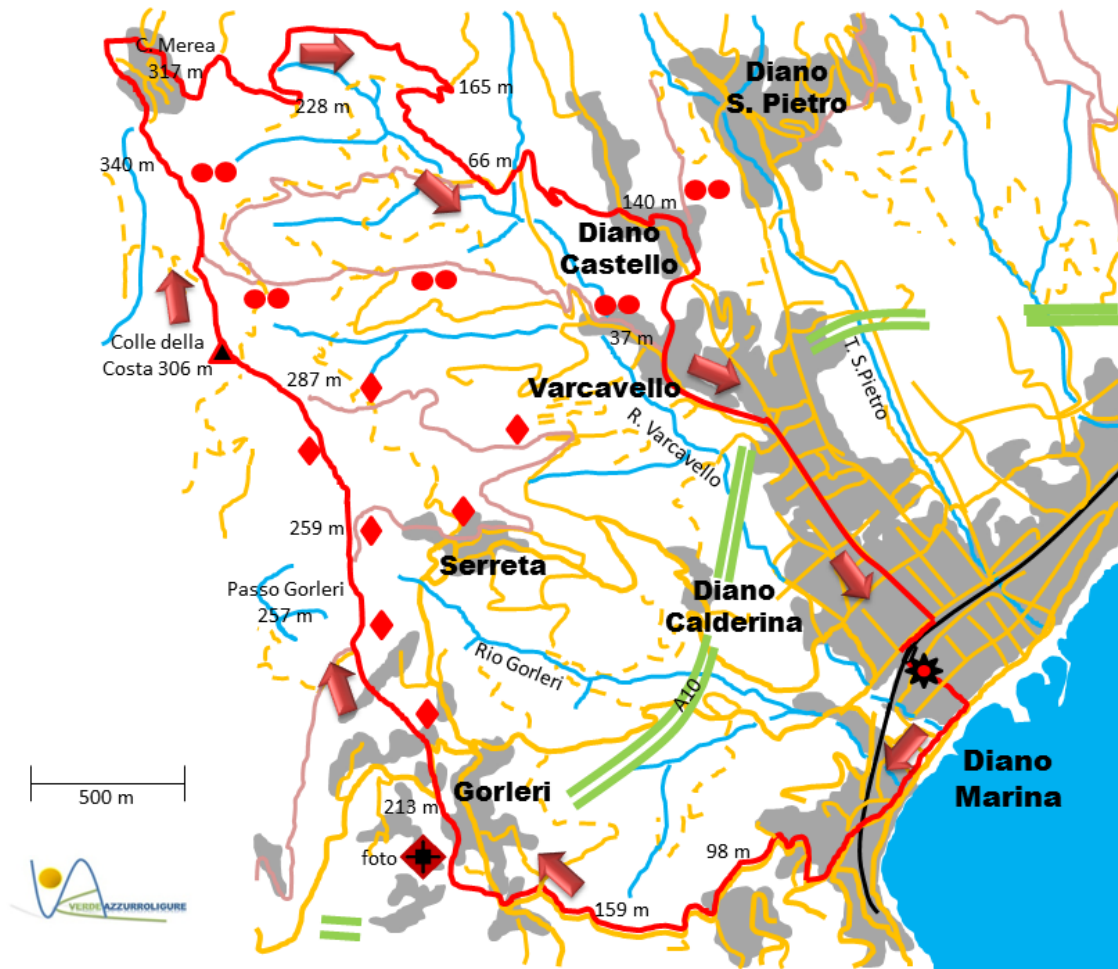 C. Merea
317 m
Diano
S. Pietro
165 m
228 m
340 m
66 m
140 m
Diano
Castello
Colle della
Costa 306 m
37 m
T. S.Pietro
287 m
Varcavello
R. Varcavello
259 m
Serreta
Passo Gorleri
257 m
Diano
Calderina
Rio Gorleri
A10
Diano
Marina
500 m
Gorleri
213 m
foto
98 m
159 m
VERDEAZZURROLIGURE